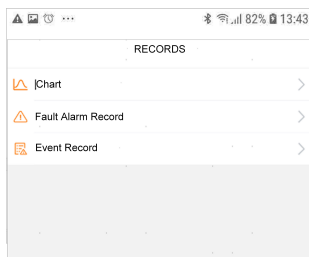 82% 13:43
RECORDS
Chart
Fault Alarm Record
Event Record